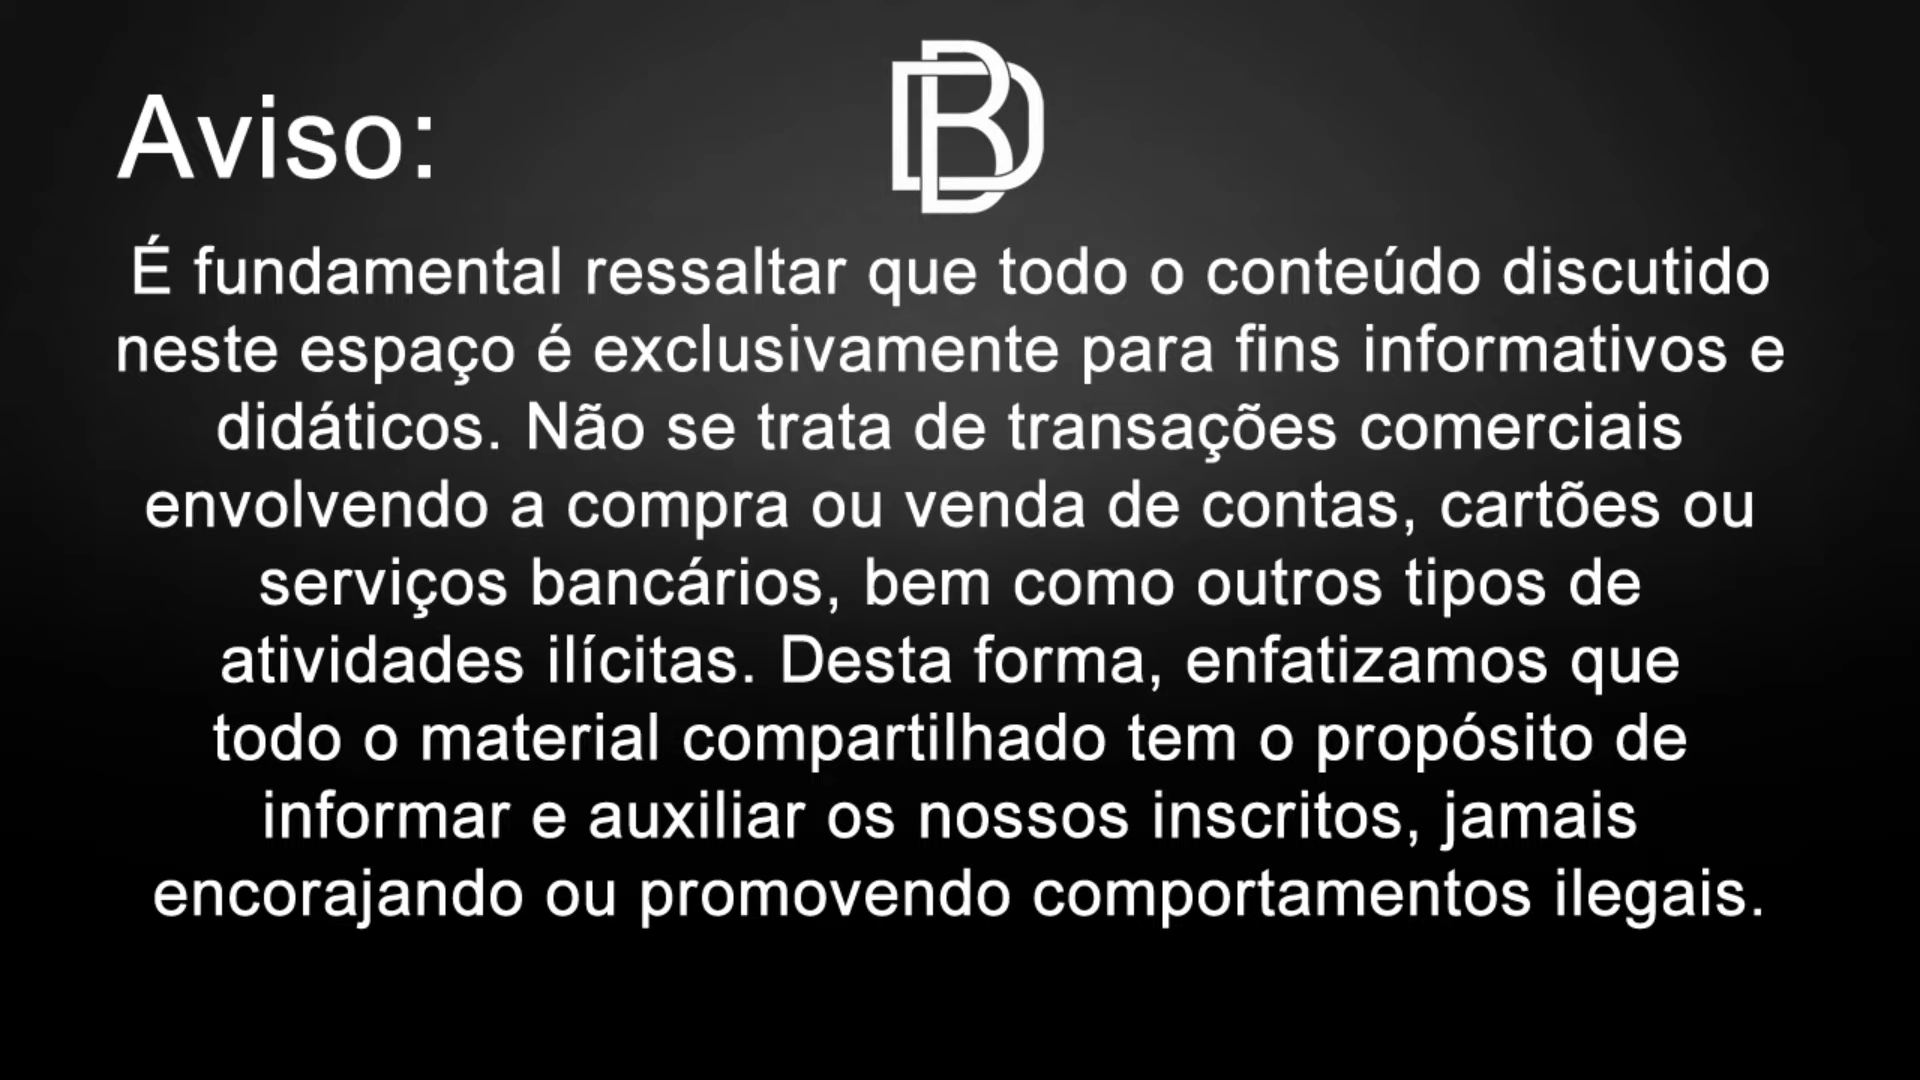 Aviso:
É fundamental ressaltar que todo o conteúdo discutido
neste espaço é exclusivamente para fins informativos e
didáticos. Não se trata de transações comerciais
envolvendo a compra ou venda de contas, cartões ou
serviços bancários, bem como outros tipos de
atividades ilícitas. Desta forma, enfatizamos que
todo o material compartilhado tem o propósito de
informar e auxiliar os nossos inscritos, jamais
encorajando ou promovendo comportamentos ilegais.